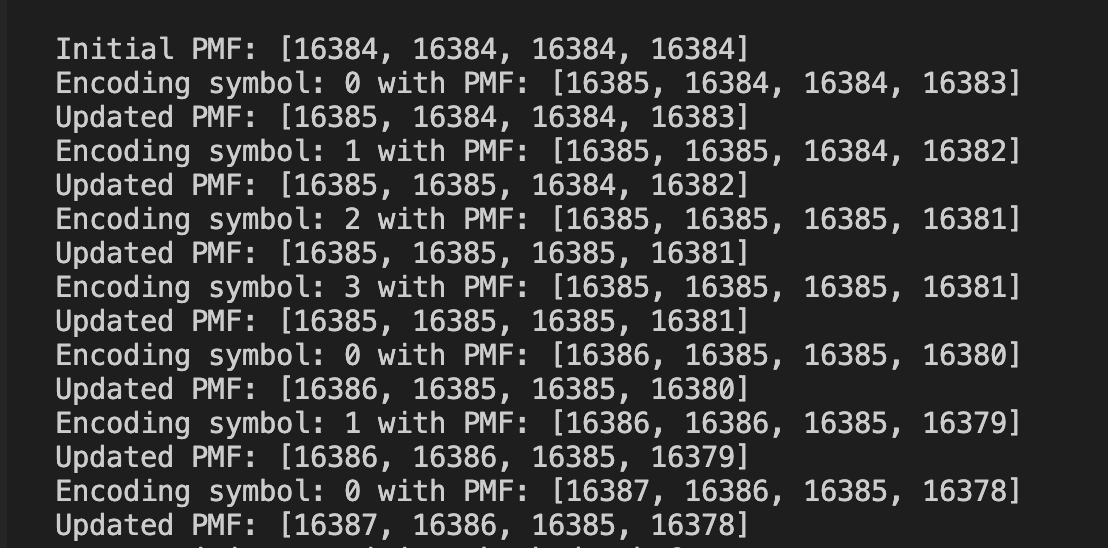 Initial PMF: [16384, 16384, 16384, 16384]
Encoding symbol: 0 with PMF: [16385, 16384, 16384, 16383]
Updated PMF: [16385, 16384, 16384, 16383]
Encoding symbol: 1 with PMF: [16385, 16385, 16384, 16382]
Updated PMF: [16385, 16385, 16384, 16382]
Encoding symbol: 2 with PMF: [16385, 16385, 16385, 16381]
Updated PMF: [16385, 16385, 16385, 16381]
Encoding symbol: 3 with PMF: [16385, 16385, 16385, 16381]
Updated PMF: [16385, 16385, 16385, 16381]
Encoding symbol: 0 with PMF: [16386, 16385, 16385, 16380]
Updated PMF: [16386, 16385, 16385, 16380]
Encoding symbol: 1 with PMF: [16386, 16386, 16385, 16379]
Updated PMF: [16386, 16386, 16385, 16379]
Encoding symbol: 0 with PMF: [16387, 16386, 16385, 16378]
Updated PMF: [16387, 16386, 16385, 16378]